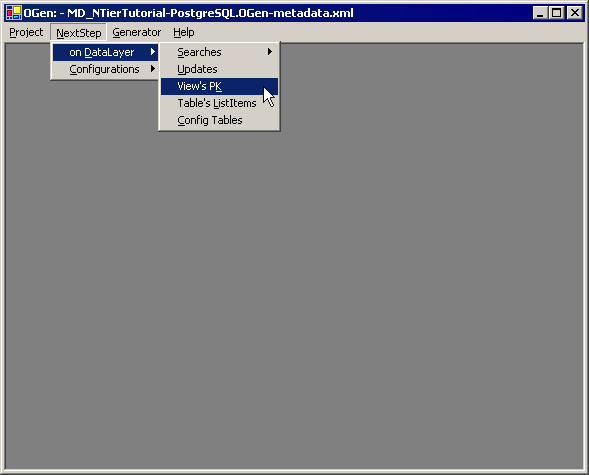 OGen: - MD_NTierTutorial-PostgreSQL.OGen-metadata.xml
Project NextStep Generator Help
on DataLayer
Configurations
Searches
Updates
View's PK
Table's ListItems
Config Tables